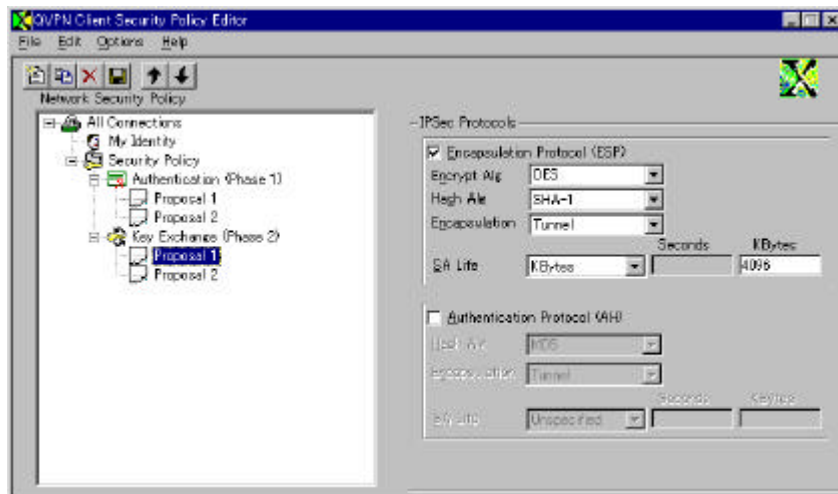 QVPN Client Security Policy Editor
File Edit Options Help
Network Security Policy
All Connections
My Identity
Security Policy
Authentication (Phase 1)
Proposal 1
Proposal 2
Key Exchange (Phase 2)
Proposal 1
Proposal 2
IPSec Protocols
Encapsulation Protocol (ESP)
Encrypt Alg DES
Hash Alg SHA-1
Encapsulation Tunnel
Seconds KBytes
SA Life KBytes 4096
Authentication Protocol (AH)
Hash Alg MD5
Encapsulation Tunnel
Seconds KBytes
SA Life Unspecified